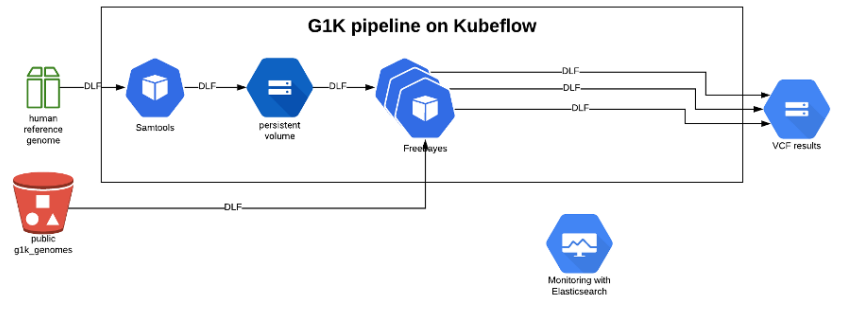 G1K pipeline on Kubeflow
DLF
DLF
DLF
DLF
DLF
DLF
human
reference
genome
Samtools
persistent
volume
FreeBayes
VCF results
DLF
public
g1k_genomes
Monitoring with
Elasticsearch